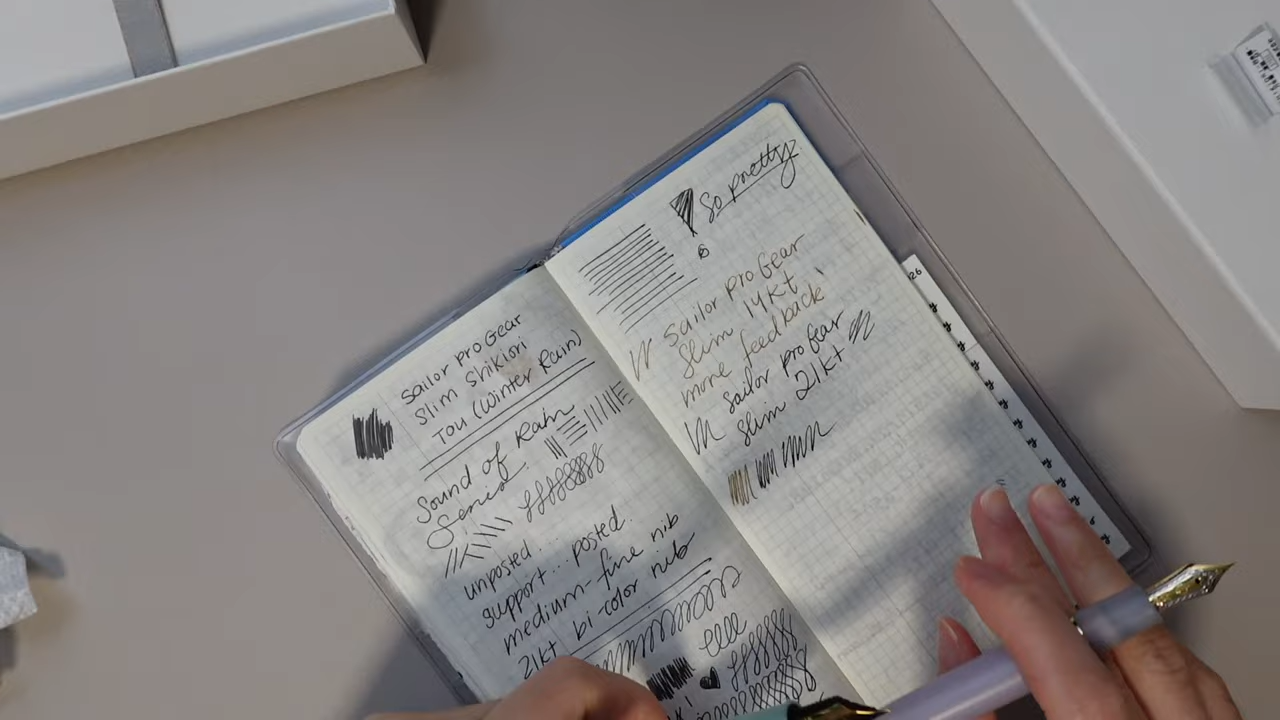 Sailor Pro Gear
Slim Shikiori
TOU (Winter Rain)
Sound of Rain
Series.
unposted...
support... posted.
medium-fine nib
21kt bi-color nib
So pretty.
Sailor Pro Gear
Slim 14Kt
more feedback
Sailor pro Gear
Slim 21Kt
26